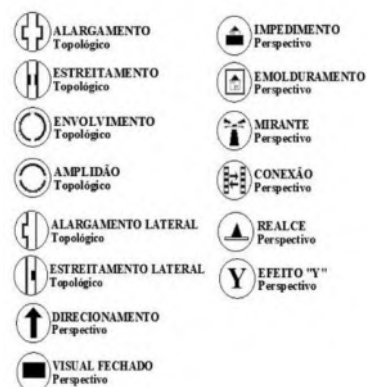 ALARGAMENTO
Topológico
ESTREITAMENTO
Topológico
ENVOLVIMENTO
Topológico
AMPLIDÃO
Topológico
ALARGAMENTO LATERAL
Topológico
ESTREITAMENTO LATERAL
Topológico
DIRECIONAMENTO
Perspectivo
VISUAL FECHADO
Perspectivo
IMPEDIMENTO
Perspectivo
EMOLDURAMENTO
Perspectivo
MIRANTE
Perspectivo
CONEXÃO
Perspectivo
REALCE
Perspectivo
Y
EFEITO "Y"
Perspectivo